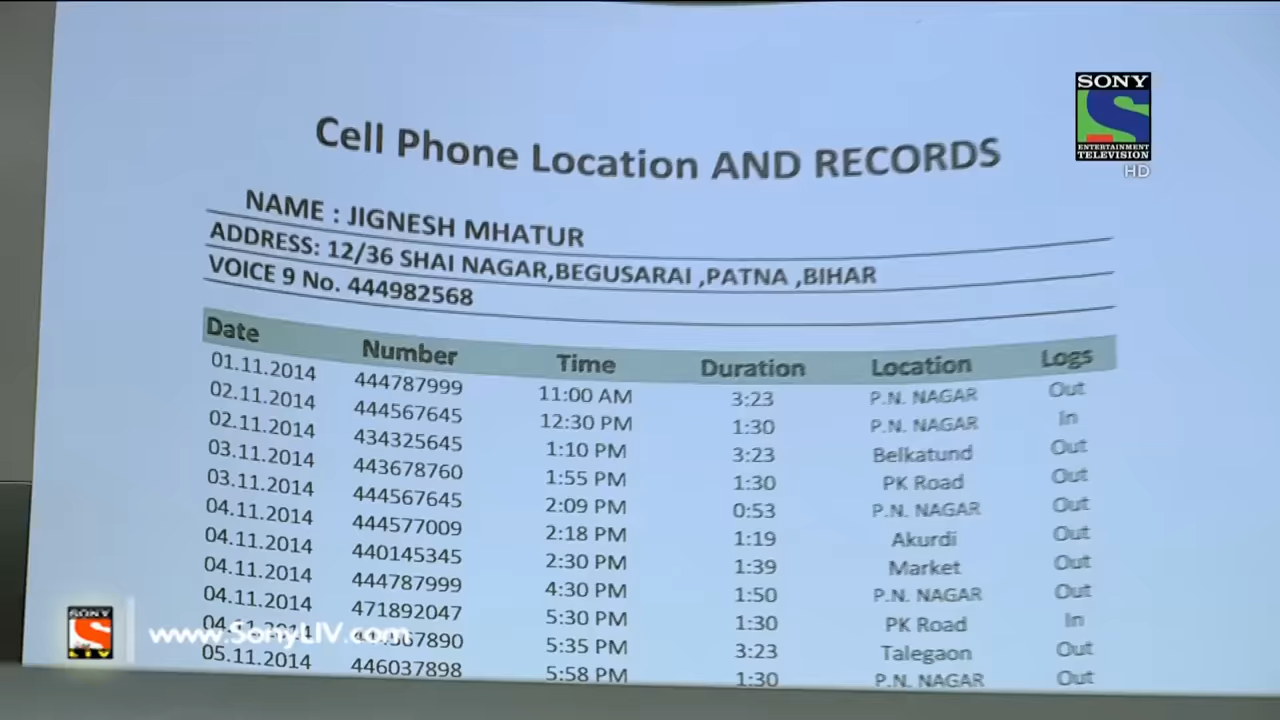 SONY
ENTERTAINMENT
TELEVISION
HD
Cell Phone Location AND RECORDS
NAME : JIGNESH MHATUR
ADDRESS: 12/36 SHAI NAGAR,BEGUSARAI ,PATNA ,BIHAR
VOICE 9 No. 444982568
Date Number Time Duration Location Logs
01.11.2014 444787999 11:00 AM 3:23 P.N. NAGAR Out
02.11.2014 444567645 12:30 PM 1:30 P.N. NAGAR In
02.11.2014 434325645 1:10 PM 3:23 Belkatund Out
03.11.2014 443678760 1:55 PM 1:30 PK Road Out
03.11.2014 444567645 2:09 PM 0:53 P.N. NAGAR Out
04.11.2014 444577009 2:18 PM 1:19 Akurdi Out
04.11.2014 440145345 2:30 PM 1:39 Market Out
04.11.2014 444787999 4:30 PM 1:50 P.N. NAGAR Out
04.11.2014 471892047 5:30 PM 1:30 PK Road In
04.11.2014 5:35 PM 3:23 Talegaon Out
05.11.2014 446037898 5:58 PM 1:30 P.N. NAGAR Out
SONY
LIV
www.SonyLIV.com